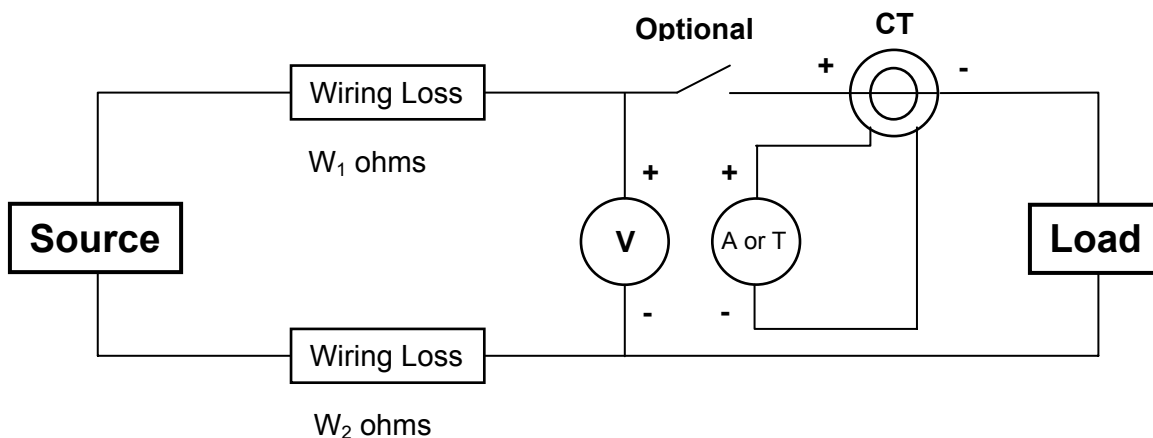 Optional
CT
+ -
Wiring Loss
W₁ ohms
+ +
Source
V
A or T
Load
- -
Wiring Loss
W₂ ohms